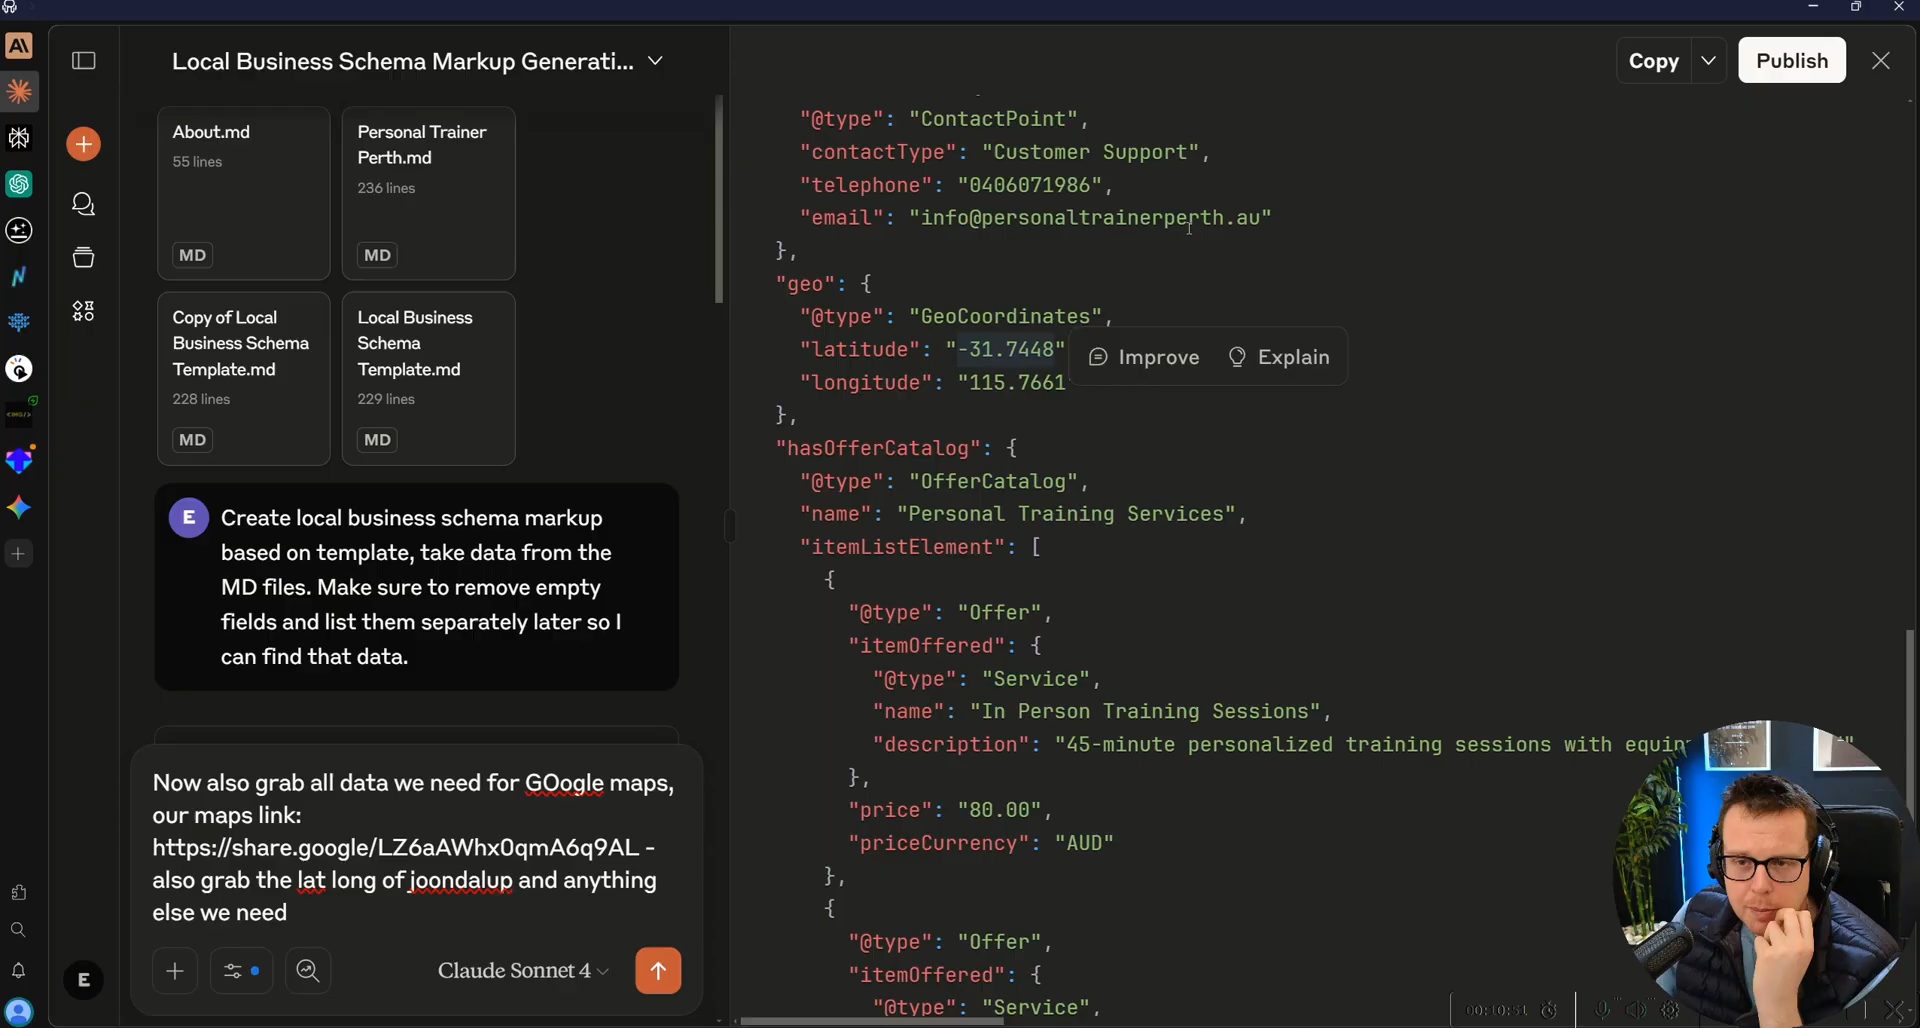 Local Business Schema Markup Generati...
Copy
Publish
About.md
55 lines
MD
Personal Trainer
Perth.md
236 lines
MD
Copy of Local
Business Schema
Template.md
228 lines
MD
Local Business
Schema
Template.md
229 lines
MD
E
Create local business schema markup
based on template, take data from the
MD files. Make sure to remove empty
fields and list them separately later so I
can find that data.
Now also grab all data we need for GOogle maps,
our maps link:
https://share.google/LZ6aAWhx0qmA6q9AL -
also grab the lat long of joondalup and anything
else we need
Claude Sonnet 4
E
"@type": "ContactPoint",
"contactType": "Customer Support",
"telephone": "0406071986",
"email": "info@personaltrainerperth.au"
},
"geo": {
"@type": "GeoCoordinates",
"latitude": "-31.7448"
"longitude": "115.7661
Improve
Explain
},
"hasOfferCatalog": {
"@type": "OfferCatalog",
"name": "Personal Training Services",
"itemListElement": [
{
"@type": "Offer",
"itemOffered": {
"@type": "Service",
"name": "In Person Training Sessions",
"description": "45-minute personalized training sessions with
},
"price": "80.00",
"priceCurrency": "AUD"
},
{
"@type": "Offer",
"itemOffered": {
"@type": "Service",
00:10:51